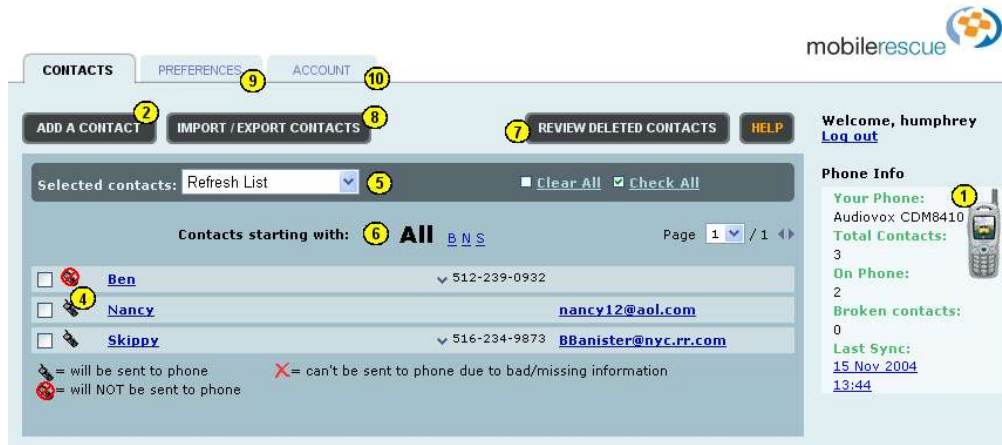 mobilerescue
CONTACTS PREFERENCES 9 ACCOUNT 10
ADD A CONTACT 2 IMPORT / EXPORT CONTACTS 8 7 REVIEW DELETED CONTACTS HELP
Welcome, humphrey
Log out
Selected contacts: Refresh List 5 Clear All Check All
Contacts starting with: 6 All B N S Page 1 / 1
Ben 512-239-0932
4
Nancy nancy12@aol.com
Skippy 516-234-9873 BBanister@nyc.rr.com
= will be sent to phone X = can't be sent to phone due to bad/missing information
= will NOT be sent to phone
Phone Info
Your Phone: 1
Audiovox CDM8410
Total Contacts:
3
On Phone:
2
Broken contacts:
0
Last Sync:
15 Nov 2004
13:44